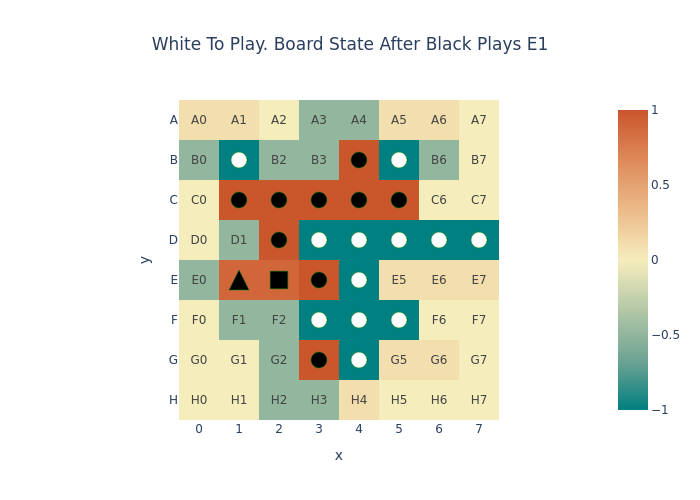 White To Play. Board State After Black Plays E1
A A0 A1 A2 A3 A4 A5 A6 A7
B B0 B2 B3 B6 B7
C C0 C6 C7
D D0 D1
E E0 E5 E6 E7
F F0 F1 F2 F6 F7
G G0 G1 G2 G5 G6 G7
H H0 H1 H2 H3 H4 H5 H6 H7
0 1 2 3 4 5 6 7
x
y
1
0.5
0
−0.5
−1